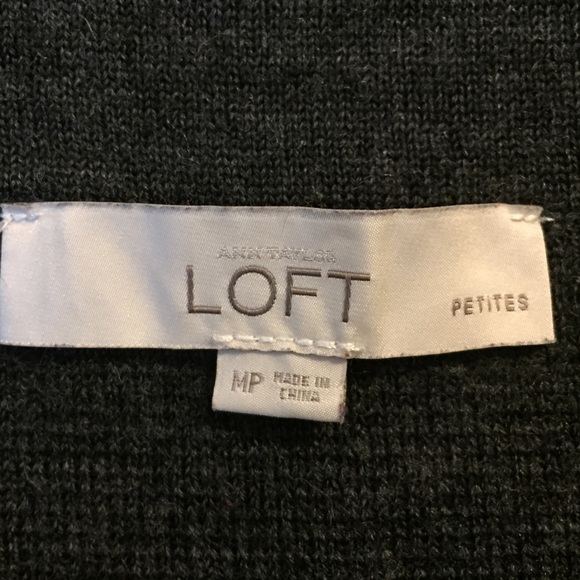 ANN TAYLOR
LOFT
PETITES
MP MADE IN
CHINA